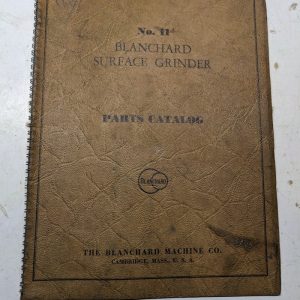 No. 11
BLANCHARD
SURFACE GRINDER
PARTS CATALOG
BLANCHARD
THE BLANCHARD MACHINE CO.
CAMBRIDGE, MASS., U. S. A.